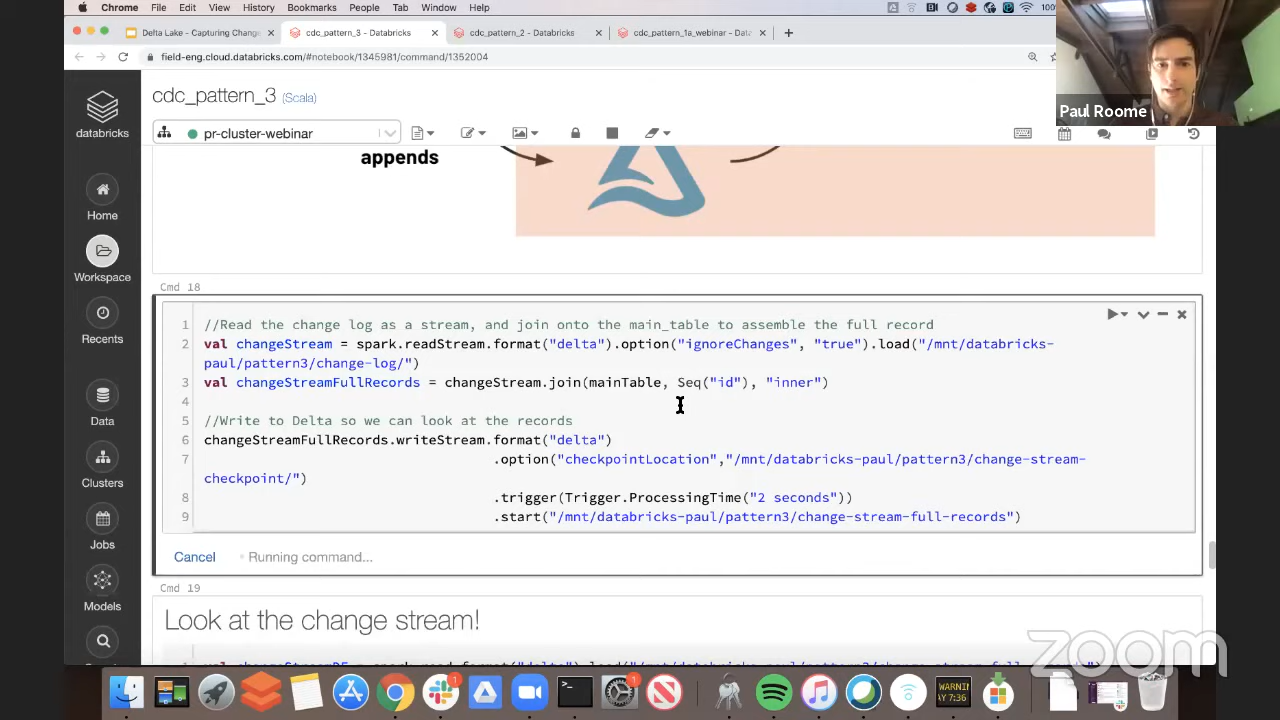 Chrome File Edit View History Bookmarks People Tab Window Help
Delta Lake - Capturing Chang
cdc_pattern_3 - Databricks
cdc_pattern_2 - Databricks
cdc_pattern_1a_webinar - Dat
field-eng.cloud.databricks.com/#notebook/1345981/command/1352004
Paul Roome
databricks
cdc_pattern_3 (Scala)
pr-cluster-webinar
Home
Workspace
Recents
Data
Clusters
Jobs
Models
appends
Cmd 18
1 //Read the change log as a stream, and join onto the main_table to assemble the full record
2 val changeStream = spark.readStream.format("delta").option("ignoreChanges", "true").load("/mnt/databricks-
paul/pattern3/change-log/")
3 val changeStreamFullRecords = changeStream.join(mainTable, Seq("id"), "inner")
4
5 //Write to Delta so we can look at the records
6 changeStreamFullRecords.writeStream.format("delta")
7 .option("checkpointLocation","/mnt/databricks-paul/pattern3/change-stream-
checkpoint/")
8 .trigger(Trigger.ProcessingTime("2 seconds"))
9 .start("/mnt/databricks-paul/pattern3/change-stream-full-records")
Cancel Running command...
Cmd 19
Look at the change stream!
zoom
WARNIN
AY 7:36